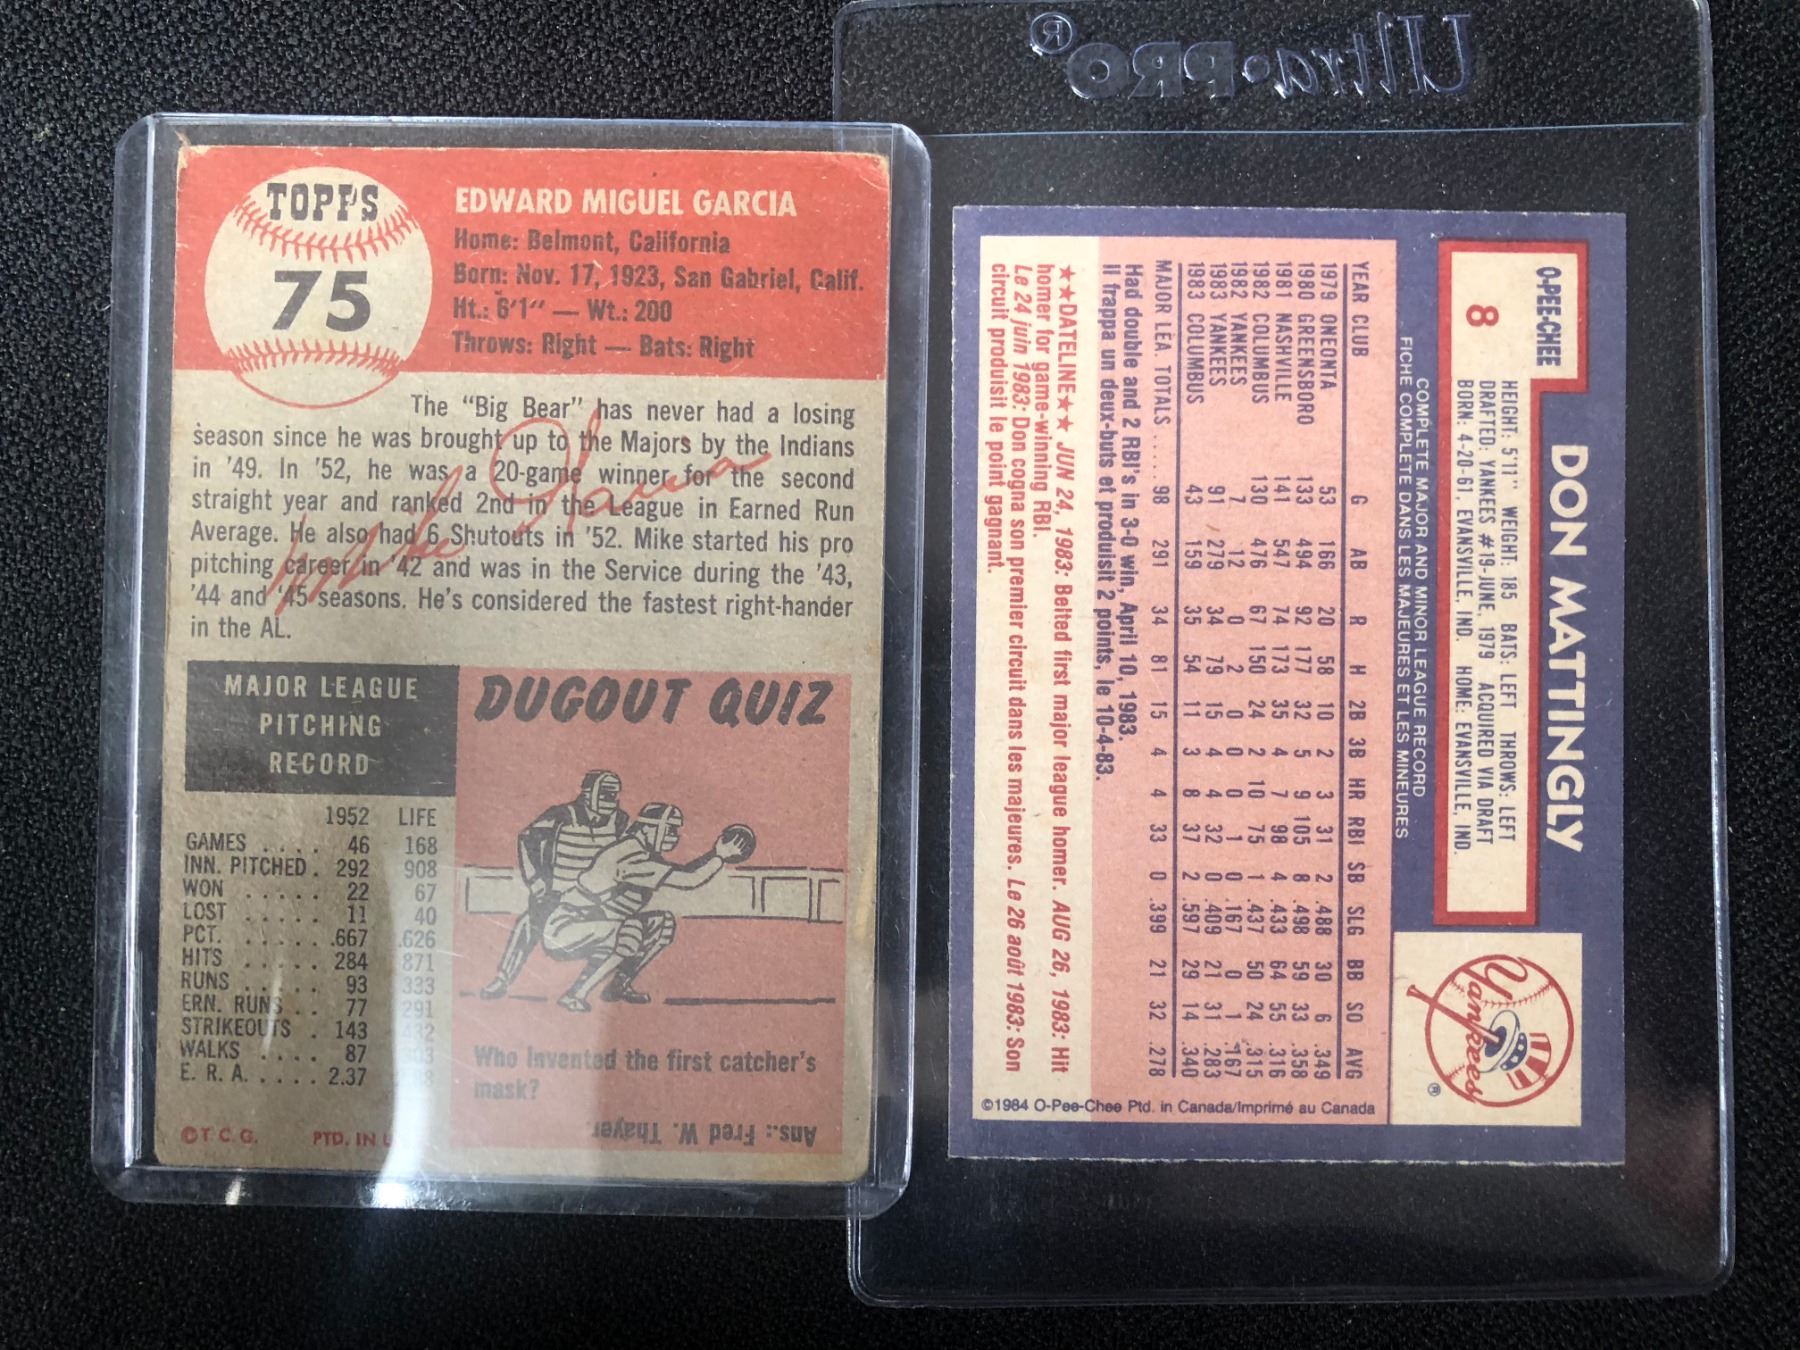 Ultra•PRO®
TOPPS
75
EDWARD MIGUEL GARCIA
Home: Belmont, California
Born: Nov. 17, 1923, San Gabriel, Calif.
Ht.: 6'1" — Wt.: 200
Throws: Right — Bats: Right
The "Big Bear" has never had a losing
season since he was brought up to the Majors by the Indians
in '49. In '52, he was a 20-game winner for the second
straight year and ranked 2nd in the League in Earned Run
Average. He also had 6 Shutouts in '52. Mike started his pro
pitching career in '42 and was in the Service during the '43,
'44 and '45 seasons. He's considered the fastest right-hander
in the AL.
Mike Garcia
MAJOR LEAGUE
PITCHING
RECORD
1952 LIFE
GAMES .... 46 168
INN. PITCHED . 292 908
WON ..... 22 67
LOST ..... 11 40
PCT. ...... .667 .626
HITS ..... 284 871
RUNS ..... 93 333
ERN. RUNS .. 77 291
STRIKEOUTS . 143 432
WALKS .... 87 303
E. R. A. ..... 2.37
DUGOUT QUIZ
Who invented the first catcher's
mask?
Ans.: Fred W. Thayer.
©T.C.G. PTD. IN U
O-PEE-CHEE
8
DON MATTINGLY
HEIGHT: 5'11" WEIGHT: 185 BATS: LEFT THROWS: LEFT
DRAFTED: YANKEES #19-JUNE, 1979 ACQUIRED VIA DRAFT
BORN: 4-20-61, EVANSVILLE, IND. HOME: EVANSVILLE, IND.
Yankees ®
COMPLETE MAJOR AND MINOR LEAGUE RECORD
FICHE COMPLETE DANS LES MAJEURES ET LES MINEURES
YEAR CLUB G AB R H 2B 3B HR RBI SB SLG BB SO AVG
1979 ONEONTA 53 166 20 58 10 2 3 31 2 .488 30 6 .349
1980 GREENSBORO 133 494 92 177 32 5 9 105 8 .498 59 33 .358
1981 NASHVILLE 141 547 74 173 35 4 7 98 4 .433 64 55 .316
1982 COLUMBUS 130 476 67 150 24 2 10 75 1 .437 50 24 .315
1982 YANKEES 7 12 0 2 0 0 0 1 0 .167 0 1 .167
1983 YANKEES 91 279 34 79 15 4 4 32 0 .409 21 31 .283
1983 COLUMBUS 43 159 35 54 11 3 8 37 2 .597 29 14 .340
MAJOR LEA. TOTALS ..... 98 291 34 81 15 4 4 33 0 .399 21 32 .278
Had double and 2 RBI's in 3-0 win, April 10, 1983.
Il frappa un deux-buts et produisit 2 points, le 10-4-83.
★★DATELINE★★ JUN 24, 1983: Belted first major league homer. AUG 26, 1983: Hit
homer for game-winning RBI.
Le 24 juin 1983: Don cogna son premier circuit dans les majeures. Le 26 août 1983: Son
circuit produisit le point gagnant.
©1984 O-Pee-Chee Ptd. in Canada/Imprimé au Canada